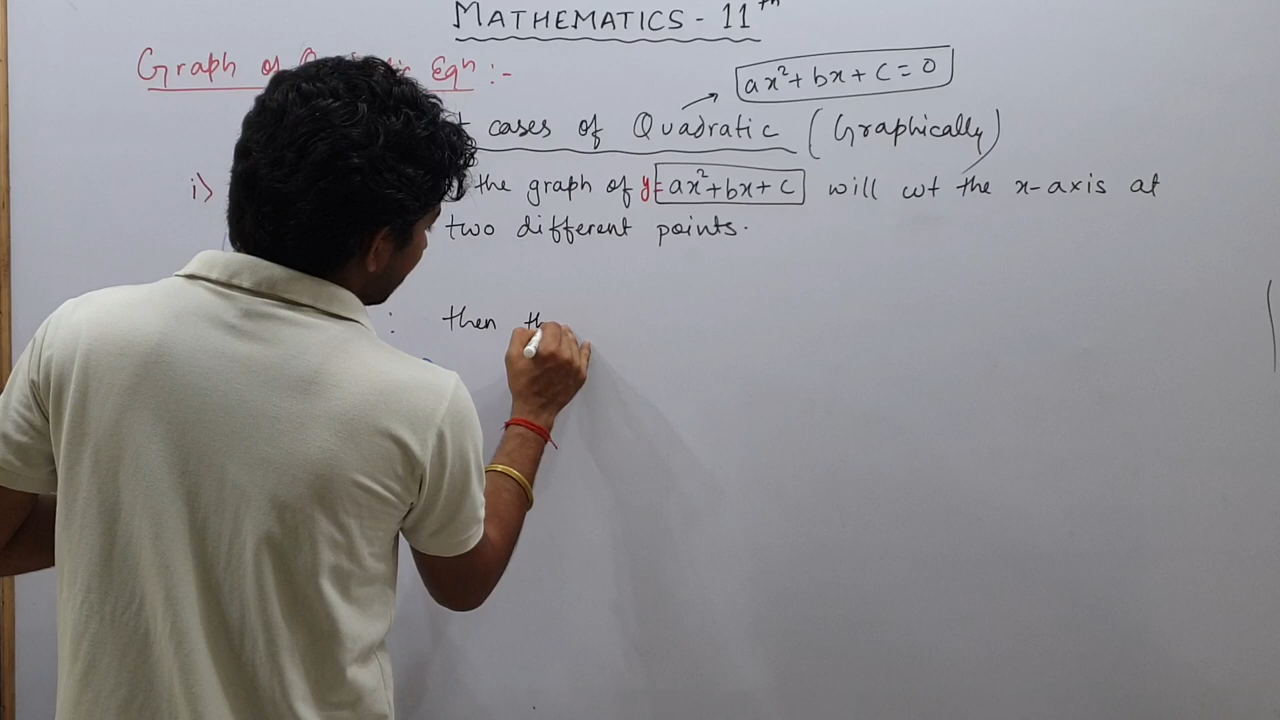 MATHEMATICS - 11th
Graph of Eqn :-
ax²+bx+c=0
cases of Quadratic (Graphically)
i) the graph of y=ax²+bx+c will cut the x-axis at
two different points.
: then th